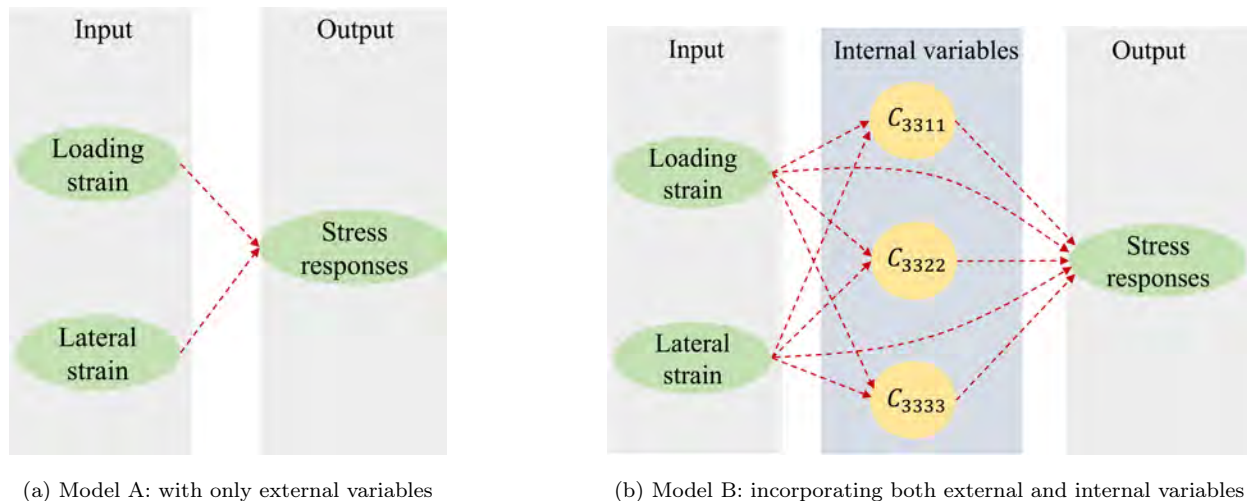 Input
Output
Loading
strain
Stress
responses
Lateral
strain
(a) Model A: with only external variables
Input
Internal variables
Output
C₃₃₁₁
Loading
strain
C₃₃₂₂
Stress
responses
Lateral
strain
C₃₃₃₃
(b) Model B: incorporating both external and internal variables